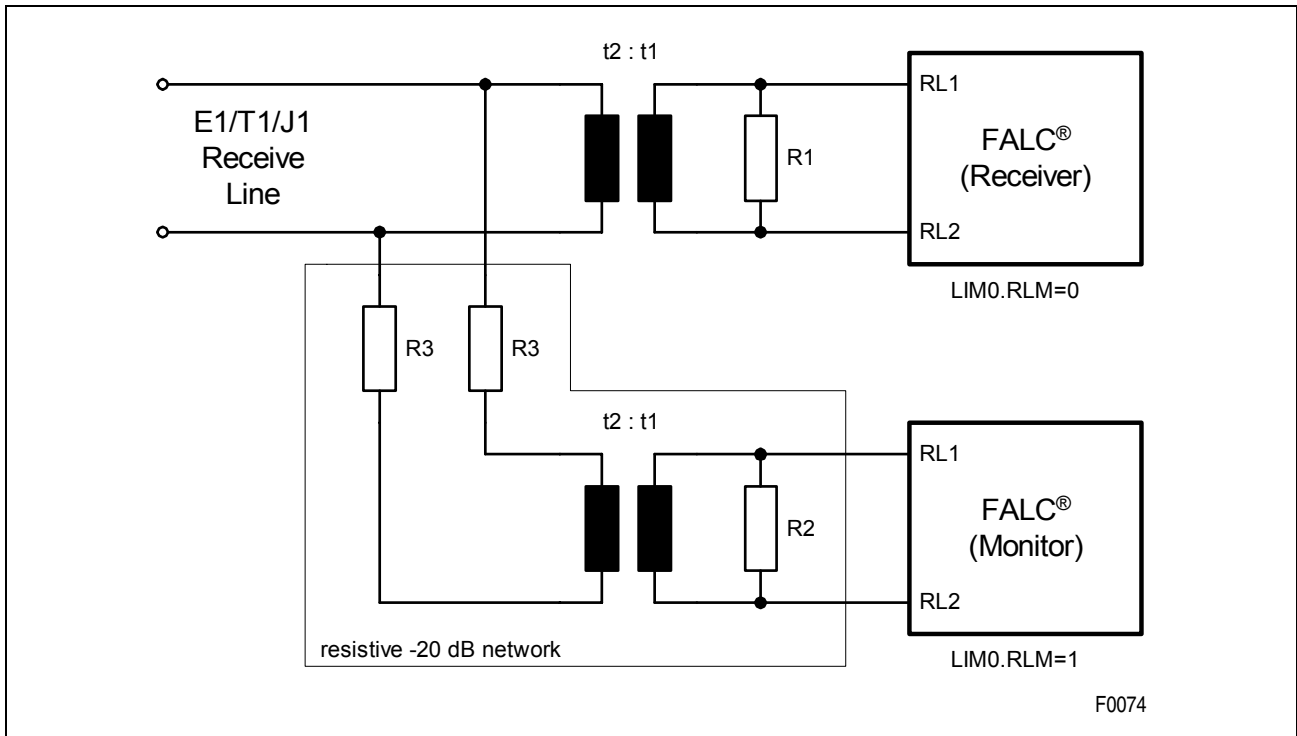 t2 : t1
E1/T1/J1
Receive
Line
R1
RL1
FALC®
(Receiver)
RL2
LIM0.RLM=0
R3
R3
t2 : t1
R2
RL1
FALC®
(Monitor)
RL2
resistive -20 dB network
LIM0.RLM=1
F0074